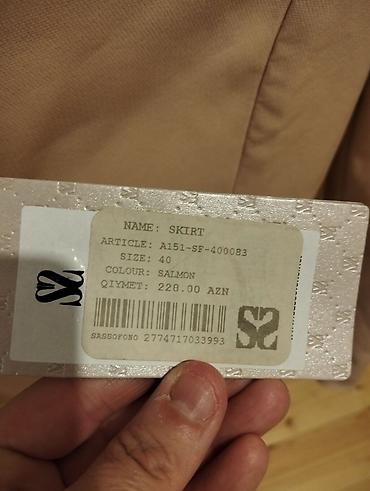 NAME: SKIRT
ARTICLE: A151-SF-400083
SIZE: 40
COLOUR: SALMON
QIYMET: 228.00 AZN
SASSOFONO 2774717033993